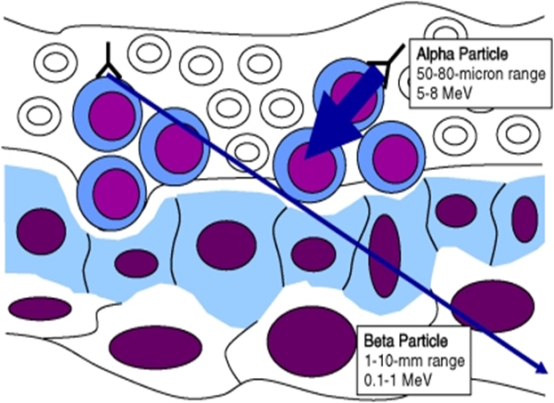 Alpha Particle
50-80-micron range
5-8 MeV
Beta Particle
1-10-mm range
0.1-1 MeV